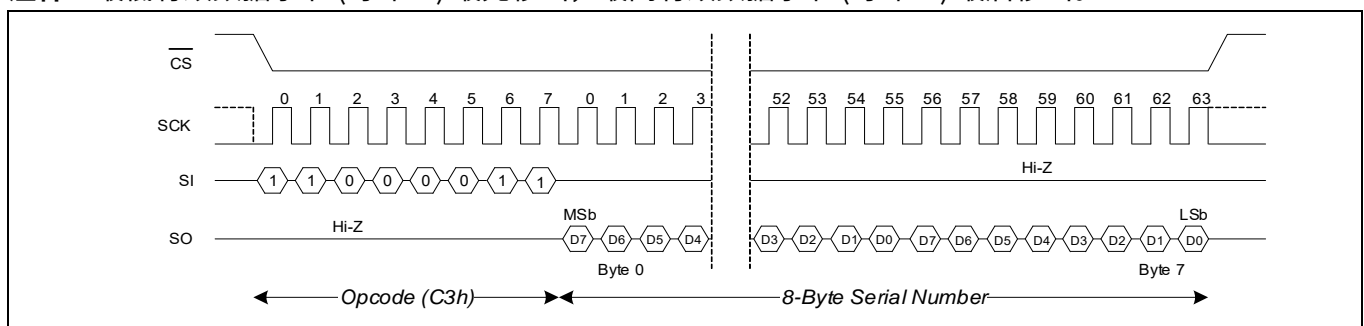 CS
0 1 2 3 4 5 6 7 0 1 2 3 52 53 54 55 56 57 58 59 60 61 62 63
SCK
Hi-Z
SI 1 1 0 0 0 0 1 1
MSb LSb
Hi-Z
SO D7 D6 D5 D4 D3 D2 D1 D0 D7 D6 D5 D4 D3 D2 D1 D0
Byte 0 Byte 7
Opcode (C3h) 8-Byte Serial Number